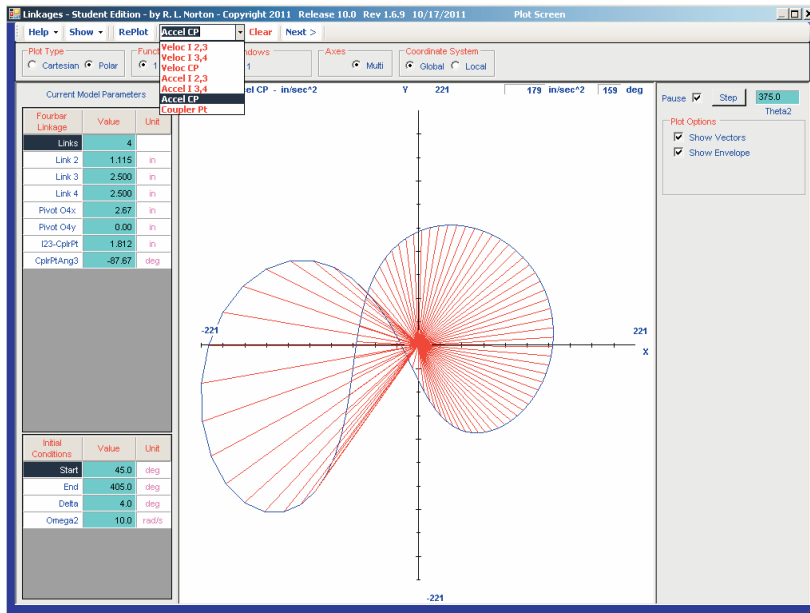 Linkages - Student Edition - by R. L. Norton - Copyright 2011 Release 10.0 Rev 1.6.9 10/17/2011 Plot Screen
Help Show RePlot Accel CP Clear Next >
Veloc I 2,3
Veloc I 3,4
Veloc CP
Accel I 2,3
Accel I 3,4
Accel CP
Coupler Pt
Plot Type
Cartesian Polar
1
1
Axes
Multi
Coordinate System
Global Local
CP - in/sec^2 Y 221 179 in/sec^2 159 deg
Current Model Parameters
Fourbar Linkage Value Unit
Links 4
Link 2 1.115 in
Link 3 2.500 in
Link 4 2.500 in
Pivot O4x 2.67 in
Pivot O4y 0.00 in
I23-CplrPt 1.812 in
CplrPtAng3 -87.67 deg
Initial Conditions Value Unit
Start 45.0 deg
End 405.0 deg
Delta 4.0 deg
Omega2 10.0 rad/s
-221
221
X
-221
Pause Step 375.0
Theta2
Plot Options
Show Vectors
Show Envelope